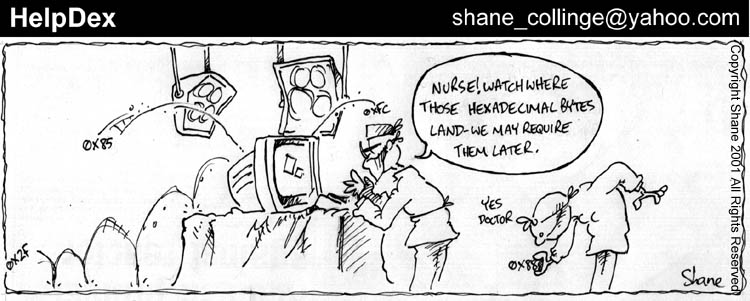 HelpDex
shane_collinge@yahoo.com
NURSE! WATCH WHERE
THOSE HEXADECIMAL BYTES
LAND-WE MAY REQUIRE
THEM LATER.
0x85
0xFC
0x2F
YES
DOCTOR
Shane
Copyright Shane 2001 All Rights Reserved